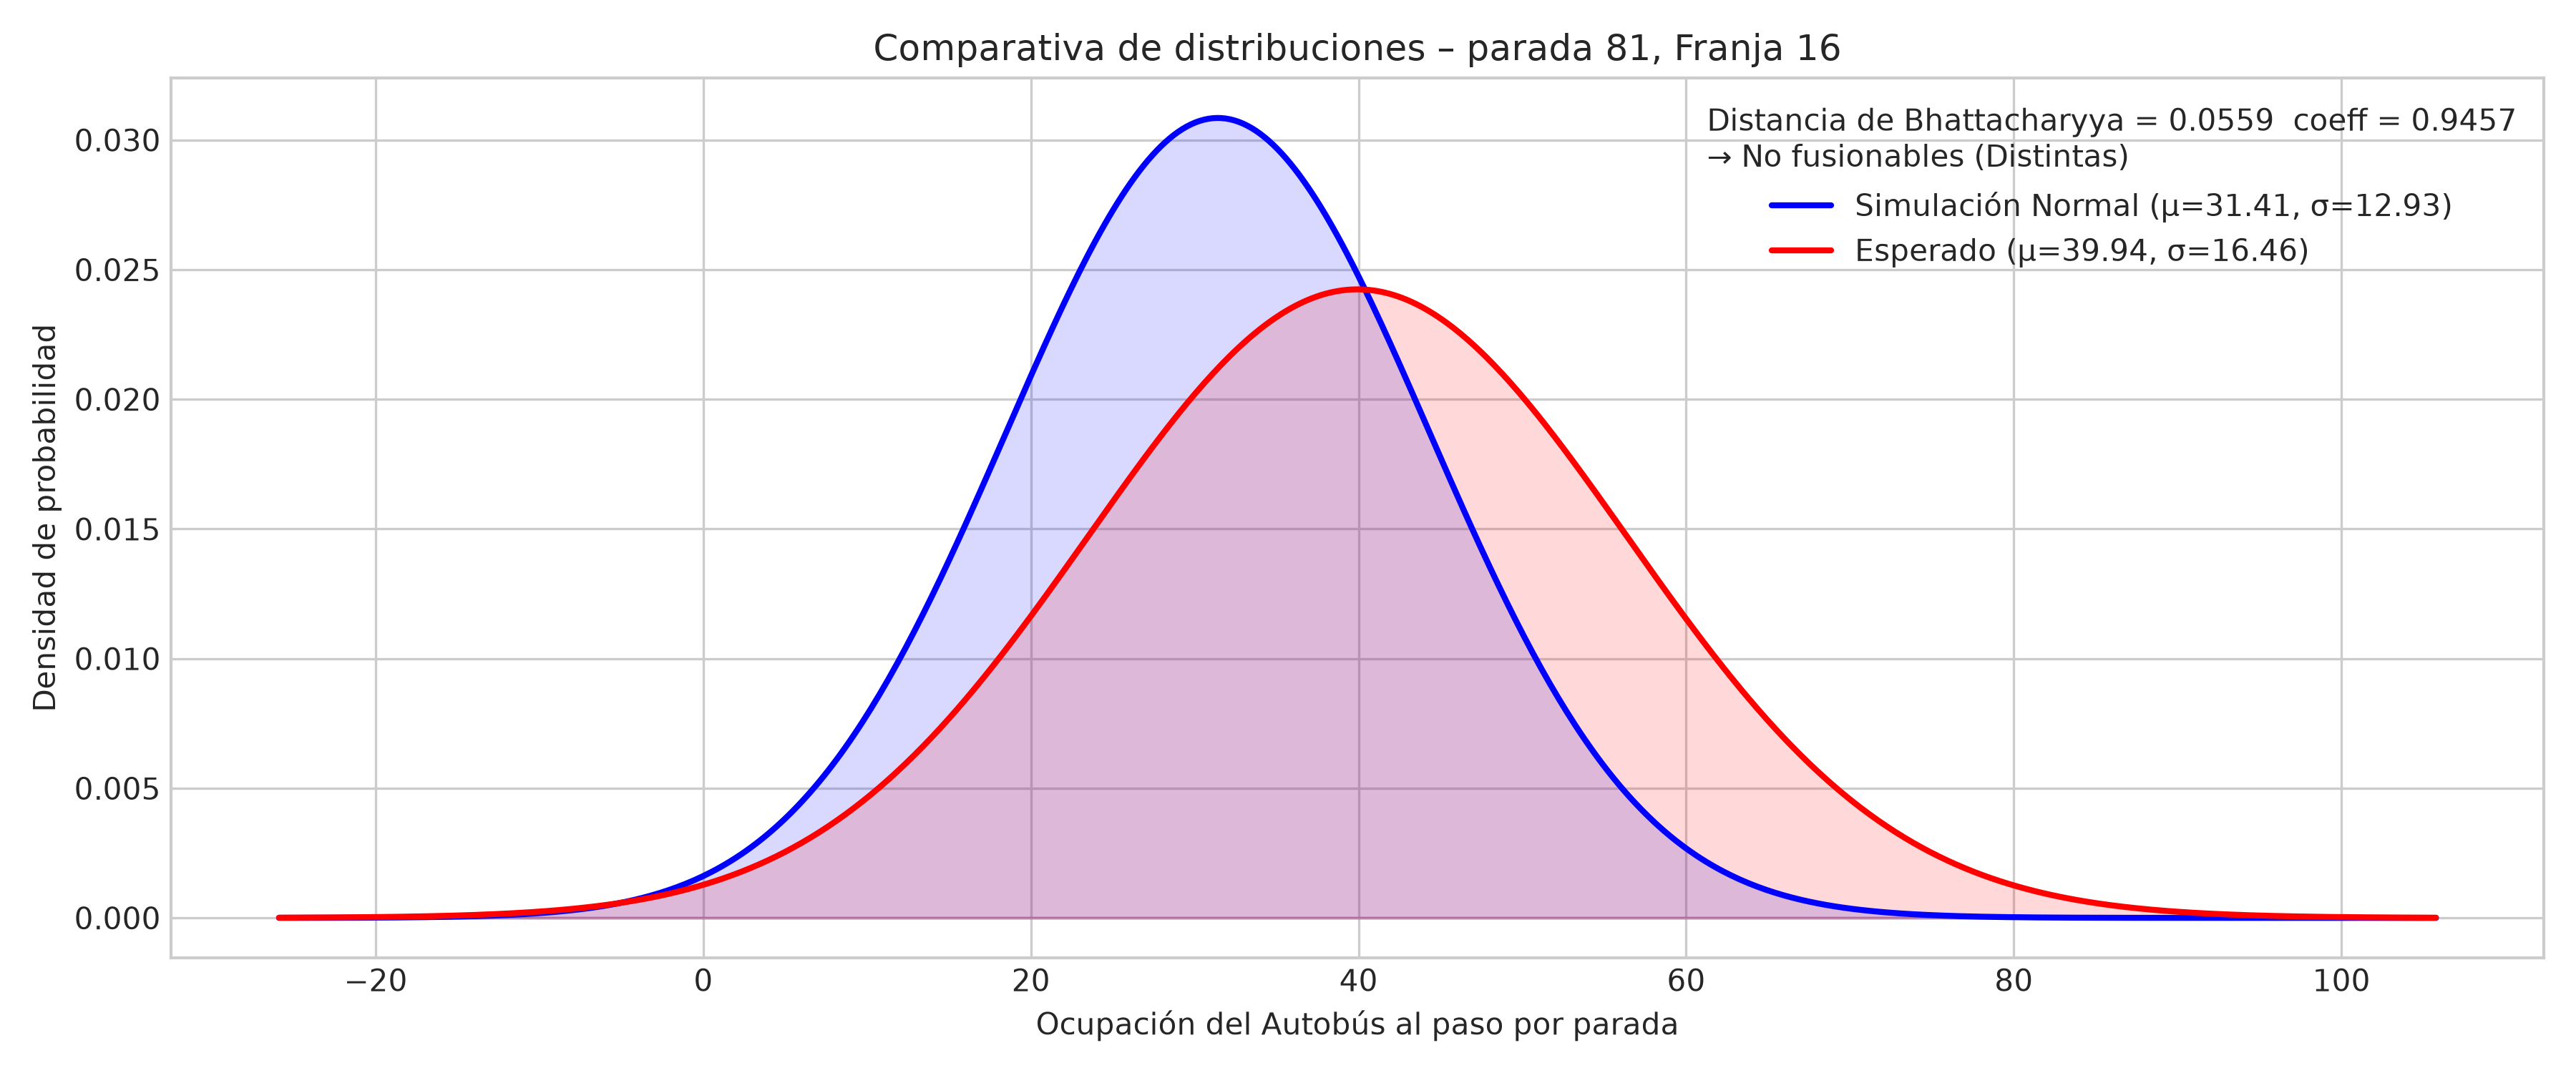 Comparativa de distribuciones – parada 81, Franja 16
Distancia de Bhattacharyya = 0.0559  coeff = 0.9457
→ No fusionables (Distintas)
Simulación Normal (μ=31.41, σ=12.93)
Esperado (μ=39.94, σ=16.46)
Densidad de probabilidad
0.030
0.025
0.020
0.015
0.010
0.005
0.000
−20 0 20 40 60 80 100
Ocupación del Autobús al paso por parada